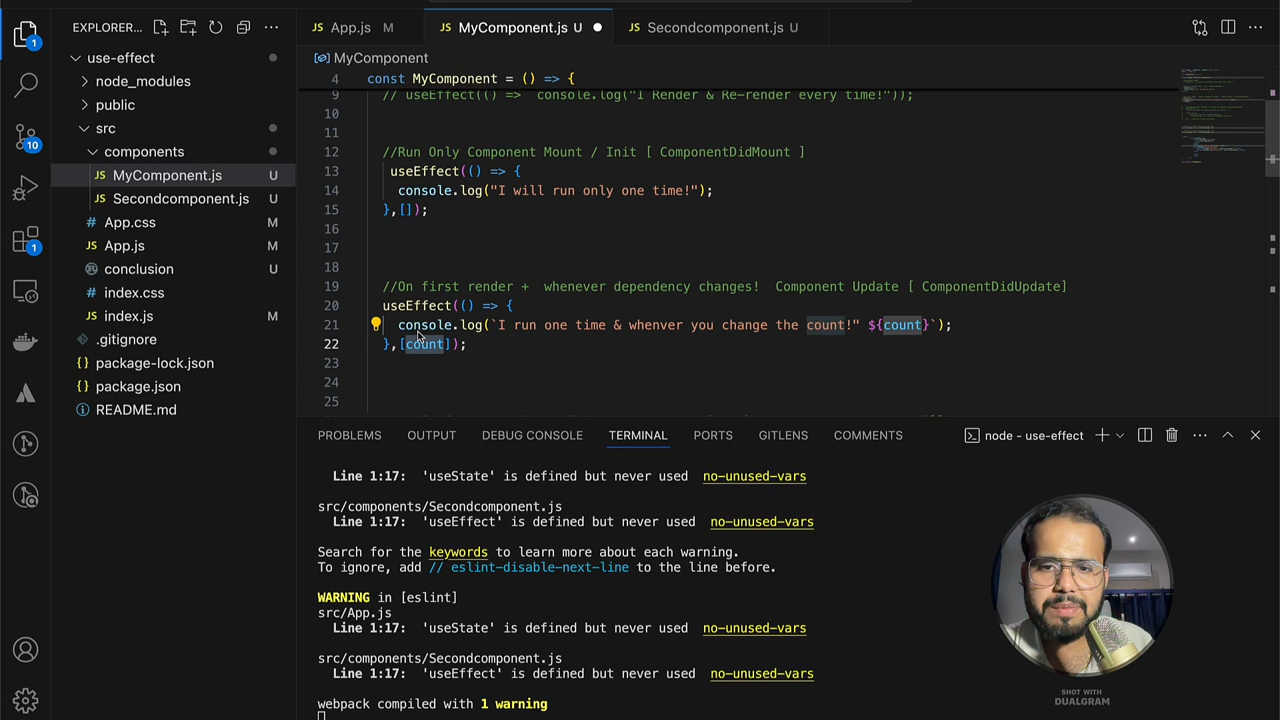 EXPLORER...
use-effect
node_modules
public
src
components
JS MyComponent.js U
JS Secondcomponent.js U
# App.css M
JS App.js M
conclusion U
# index.css M
JS index.js M
.gitignore
{} package-lock.json
{} package.json
README.md
1
10
1
JS App.js M
JS MyComponent.js U
JS Secondcomponent.js U
MyComponent
4 const MyComponent = () => {
9 // useEffect(() => console.log("I Render & Re-render every time!"));
10
11
12 //Run Only Component Mount / Init [ ComponentDidMount ]
13 useEffect(() => {
14 console.log("I will run only one time!");
15 },[]);
16
17
18
19 //On first render + whenever dependency changes! Component Update [ ComponentDidUpdate]
20 useEffect(() => {
21 console.log(`I run one time & whenver you change the count!" ${count}`);
22 },[count]);
23
24
25
PROBLEMS OUTPUT DEBUG CONSOLE TERMINAL PORTS GITLENS COMMENTS node - use-effect
Line 1:17: 'useState' is defined but never used no-unused-vars
src/components/Secondcomponent.js
Line 1:17: 'useEffect' is defined but never used no-unused-vars
Search for the keywords to learn more about each warning.
To ignore, add // eslint-disable-next-line to the line before.
WARNING in [eslint]
src/App.js
Line 1:17: 'useState' is defined but never used no-unused-vars
src/components/Secondcomponent.js
Line 1:17: 'useEffect' is defined but never used no-unused-vars
webpack compiled with 1 warning
SHOT WITH
DUALGRAM